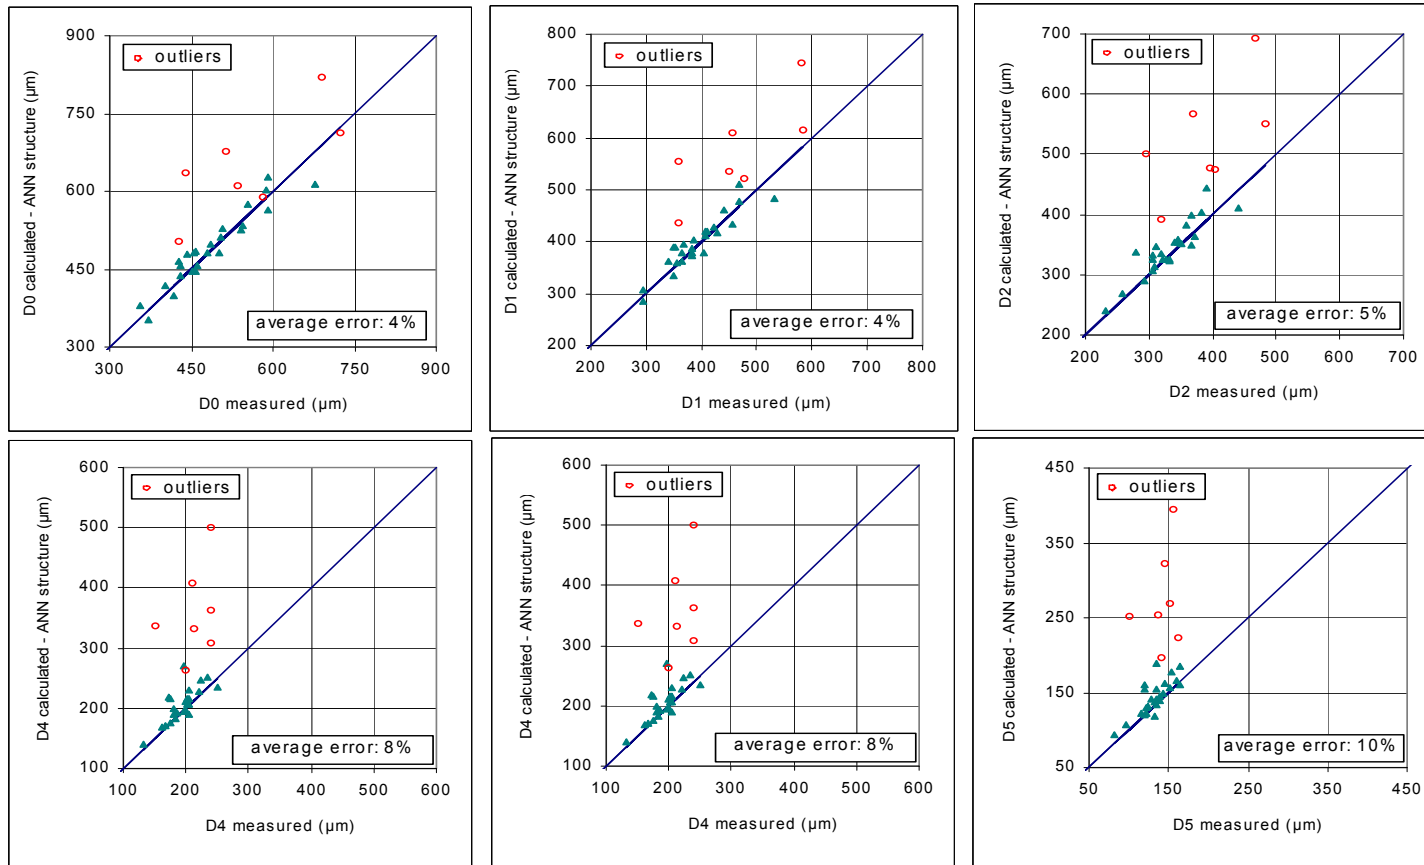 900
750
600
450
300
D0 calculated - ANN structure (µm)
outliers
average error: 4%
300 450 600 750 900
D0 measured (µm)
800
700
600
500
400
300
200
D1 calculated - ANN structure (µm)
outliers
average error: 4%
200 300 400 500 600 700 800
D1 measured (µm)
700
600
500
400
300
200
D2 calculated - ANN structure (µm)
outliers
average error: 5%
200 300 400 500 600 700
D2 measured (µm)
600
500
400
300
200
100
D4 calculated - ANN structure (µm)
outliers
average error: 8%
100 200 300 400 500 600
D4 measured (µm)
600
500
400
300
200
100
D4 calculated - ANN structure (µm)
outliers
average error: 8%
100 200 300 400 500 600
D4 measured (µm)
450
350
250
150
50
D5 calculated - ANN structure (µm)
outliers
average error: 10%
50 150 250 350 450
D5 measured (µm)